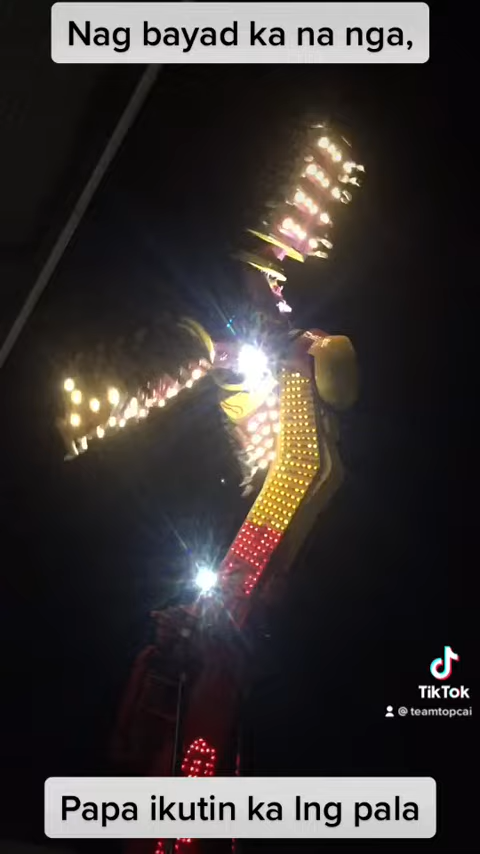 Nag bayad ka na nga,
TikTok
@ teamtopcai
Papa ikutin ka lng pala